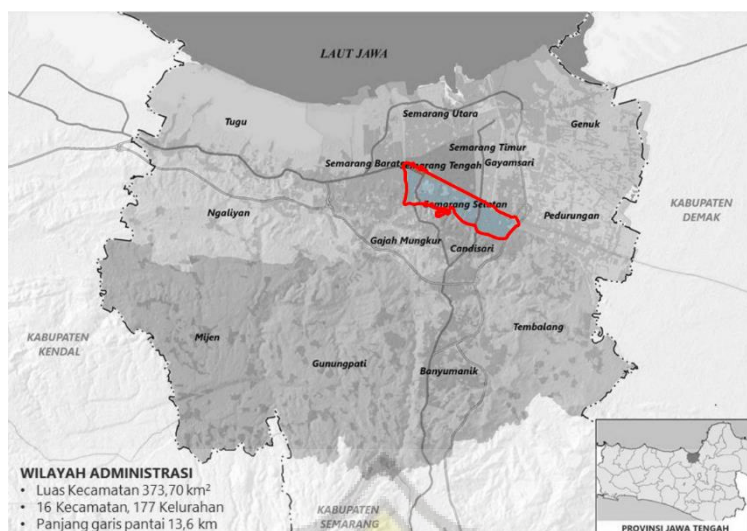 LAUT JAWA
Tugu
Semarang Utara
Genuk
Semarang Timur
Semarang Barat
Semarang Tengah
Gayamsari
KABUPATEN
DEMAK
Ngaliyan
Semarang Selatan
Pedurungan
Gajah Mungkur
Candisari
KABUPATEN
KENDAL
Mijen
Tembalang
Gunungpati
Banyumanik
WILAYAH ADMINISTRASI
• Luas Kecamatan 373,70 km²
• 16 Kecamatan, 177 Kelurahan
• Panjang garis pantai 13,6 km
KABUPATEN
SEMARANG
PROVINSI JAWA TENGAH